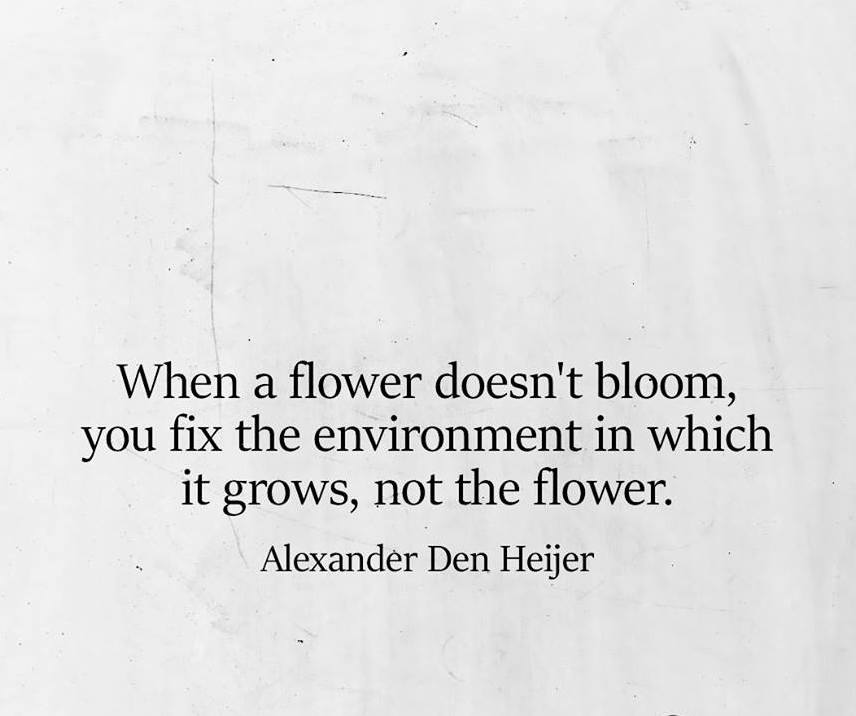 When a flower doesn't bloom,
you fix the environment in which
it grows, not the flower.
Alexander Den Heijer